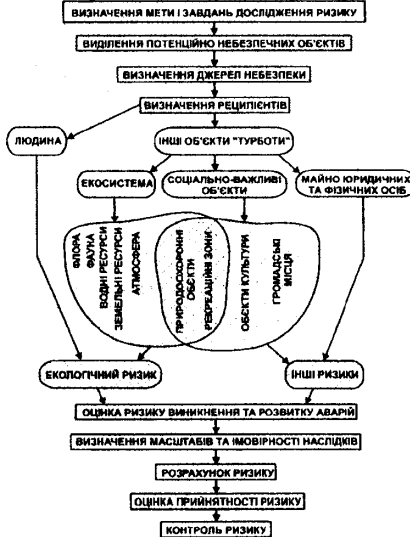 ВИЗНАЧЕННЯ МЕТИ І ЗАВДАНЬ ДОСЛІДЖЕННЯ РИЗИКУ
ВИДІЛЕННЯ ПОТЕНЦІЙНО НЕБЕЗПЕЧНИХ ОБ'ЄКТІВ
ВИЗНАЧЕННЯ ДЖЕРЕЛ НЕБЕЗПЕКИ
ВИЗНАЧЕННЯ РЕЦИПІЄНТІВ
ЛЮДИНА
ІНШІ ОБ'ЄКТИ "ТУРБОТИ"
ЕКОСИСТЕМА
СОЦІАЛЬНО-ВАЖЛИВІ
ОБ'ЄКТИ
МАЙНО ЮРИДИЧНИХ
ТА ФІЗИЧНИХ ОСІБ
ФЛОРА
ФАУНА
ВОДНІ РЕСУРСИ
ЗЕМЕЛЬНІ РЕСУРСИ
АТМОСФЕРА
ПРИРОДООХОРОННІ
ОБ'ЄКТИ
РЕКРЕАЦІЙНІ ЗОНИ
ОБ'ЄКТИ КУЛЬТУРИ
ГРОМАДСЬКІ
МІСЦЯ
ЕКОЛОГІЧНИЙ РИЗИК
ІНШІ РИЗИКИ
ОЦІНКА РИЗИКУ ВИНИКНЕННЯ ТА РОЗВИТКУ АВАРІЙ
ВИЗНАЧЕННЯ МАСШТАБІВ ТА ІМОВІРНОСТІ НАСЛІДКІВ
РОЗРАХУНОК РИЗИКУ
ОЦІНКА ПРИЙНЯТНОСТІ РИЗИКУ
КОНТРОЛЬ РИЗИКУ